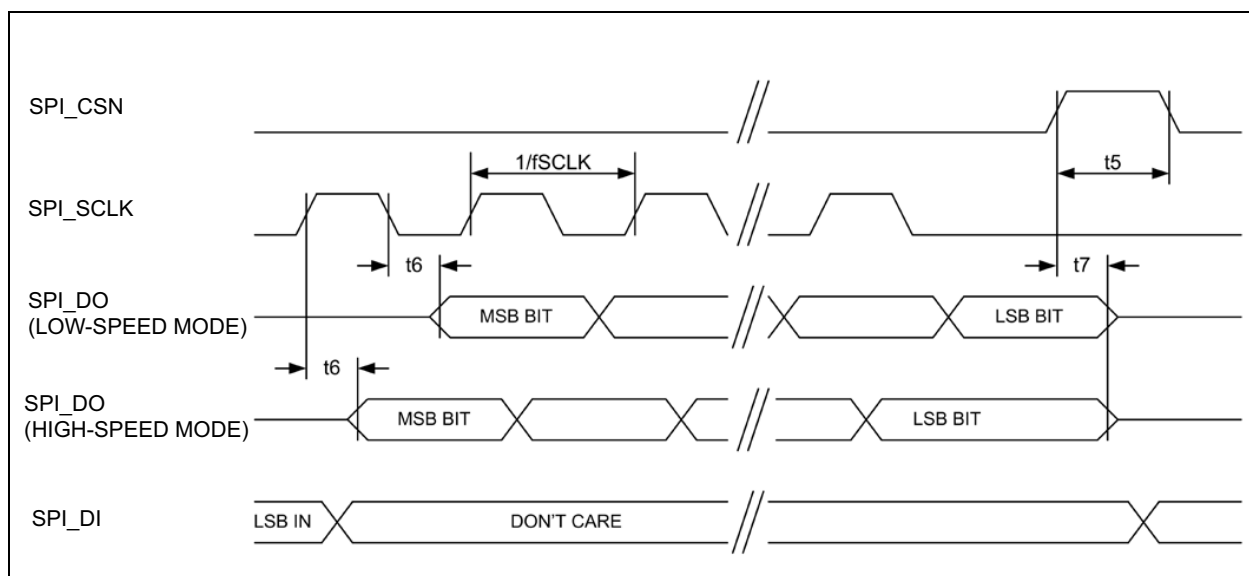 SPI_CSN
t5
1/fSCLK
SPI_SCLK
t6
t7
SPI_DO
(LOW-SPEED MODE)
MSB BIT
LSB BIT
t6
SPI_DO
(HIGH-SPEED MODE)
MSB BIT
LSB BIT
SPI_DI
LSB IN
DON'T CARE